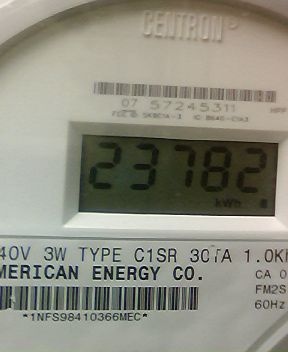 CENTRON®
07 57245311
23782
kWh
40V 3W TYPE C1SR 30TA 1.0K
MERICAN ENERGY CO.
CA 0
FM2S
60Hz
*1NFS98410366MEC*